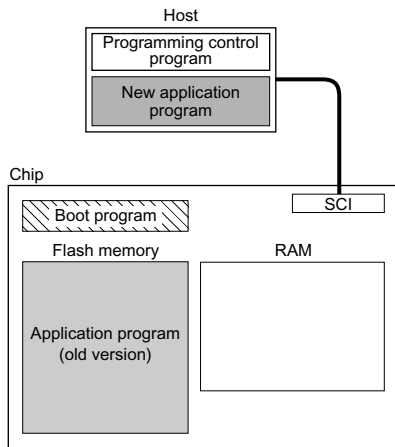 Host
Programming control
program
New application
program
Chip
SCI
Boot program
Flash memory
RAM
Application program
(old version)